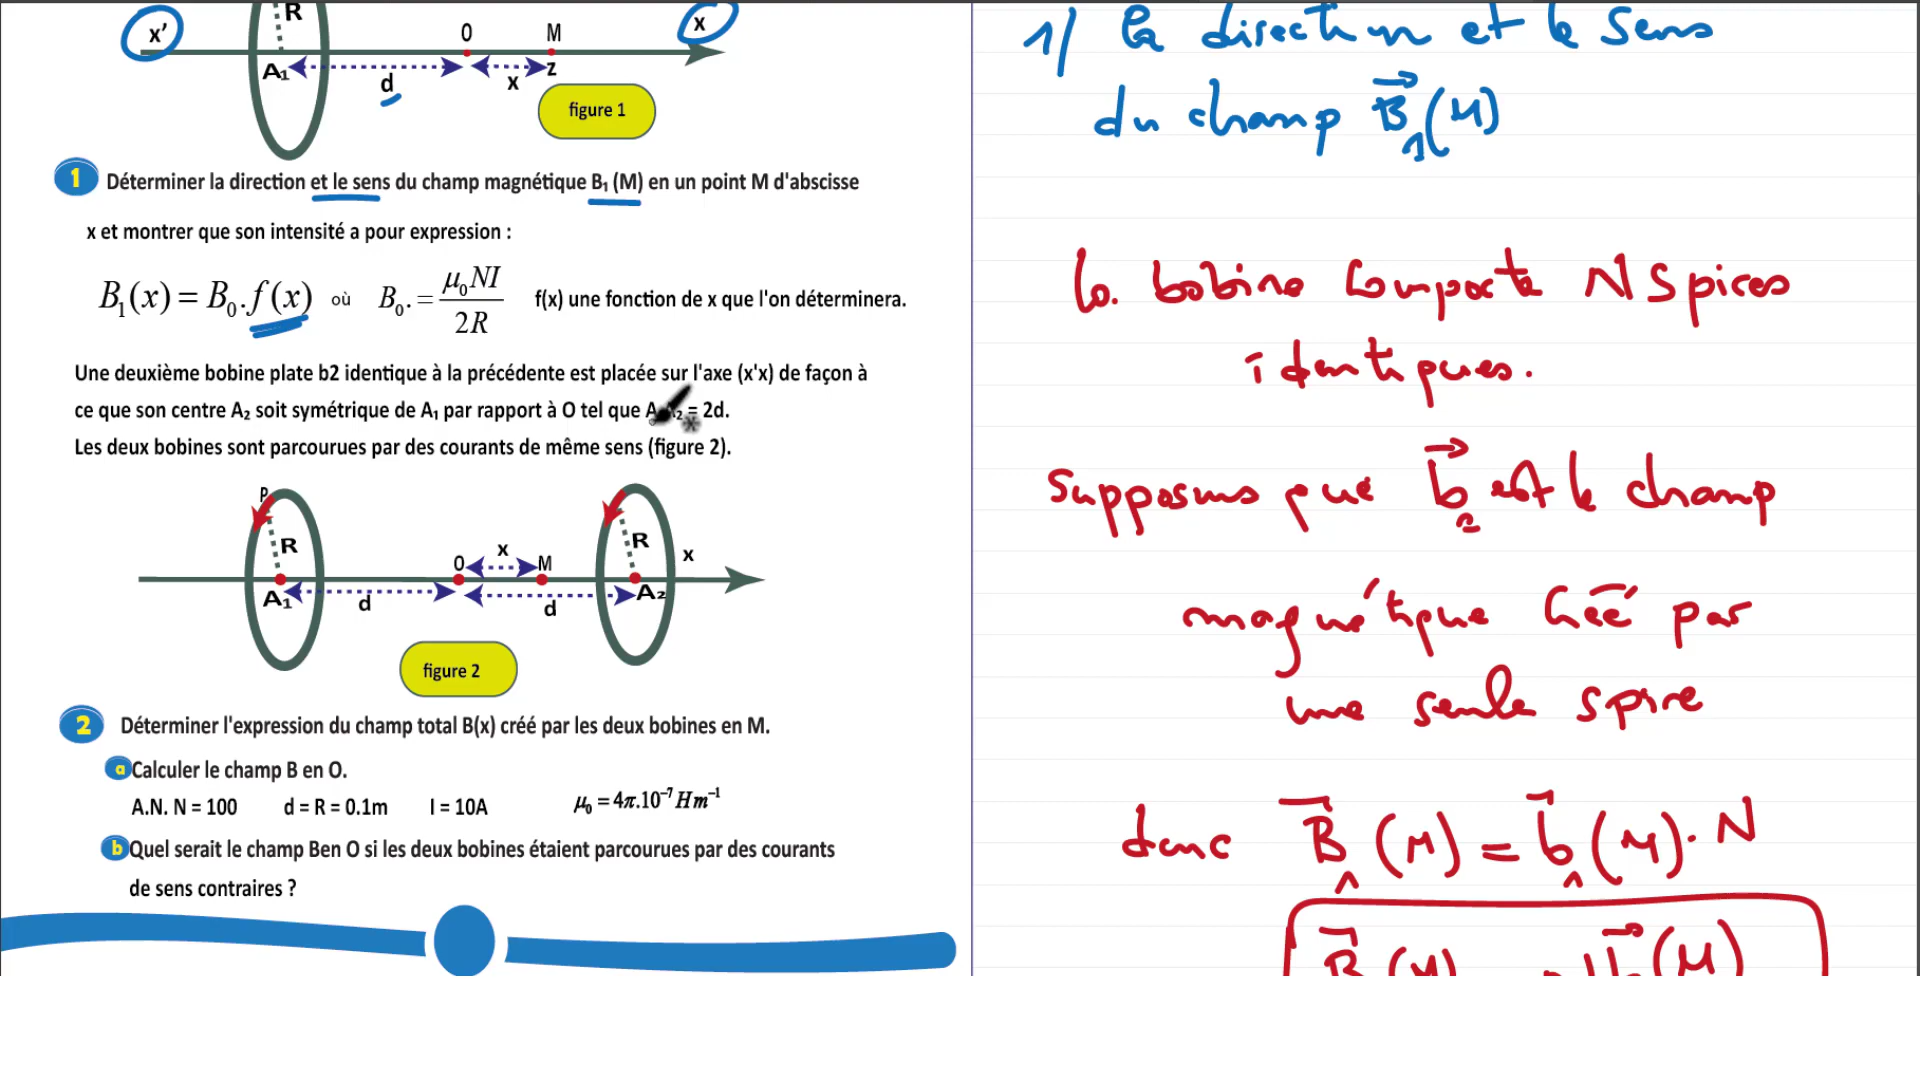 R
x' O M x
A₁ d x z
figure 1
1 Déterminer la direction et le sens du champ magnétique B₁ (M) en un point M d'abscisse
x et montrer que son intensité a pour expression :
B₁(x) = B₀.f(x) où B₀. = μ₀NI / 2R f(x) une fonction de x que l'on déterminera.
Une deuxième bobine plate b2 identique à la précédente est placée sur l'axe (x'x) de façon à
ce que son centre A₂ soit symétrique de A₁ par rapport à O tel que A A₂ = 2d.
Les deux bobines sont parcourues par des courants de même sens (figure 2).
P
R x R x
O M
A₁ d d A₂
figure 2
2 Déterminer l'expression du champ total B(x) créé par les deux bobines en M.
a Calculer le champ B en O.
A.N. N = 100 d = R = 0.1m I = 10A μ₀ = 4π.10⁻⁷ Hm⁻¹
b Quel serait le champ Ben O si les deux bobines étaient parcourues par des courants
de sens contraires ?
1/ la direction et le sens
du champ B⃗₁(M)
la bobine comporte N spires
identiques.
supposons que b⃗ est le champ
magnétique créé par
une seule spire
donc B⃗₁(M) = b⃗₁(M). N